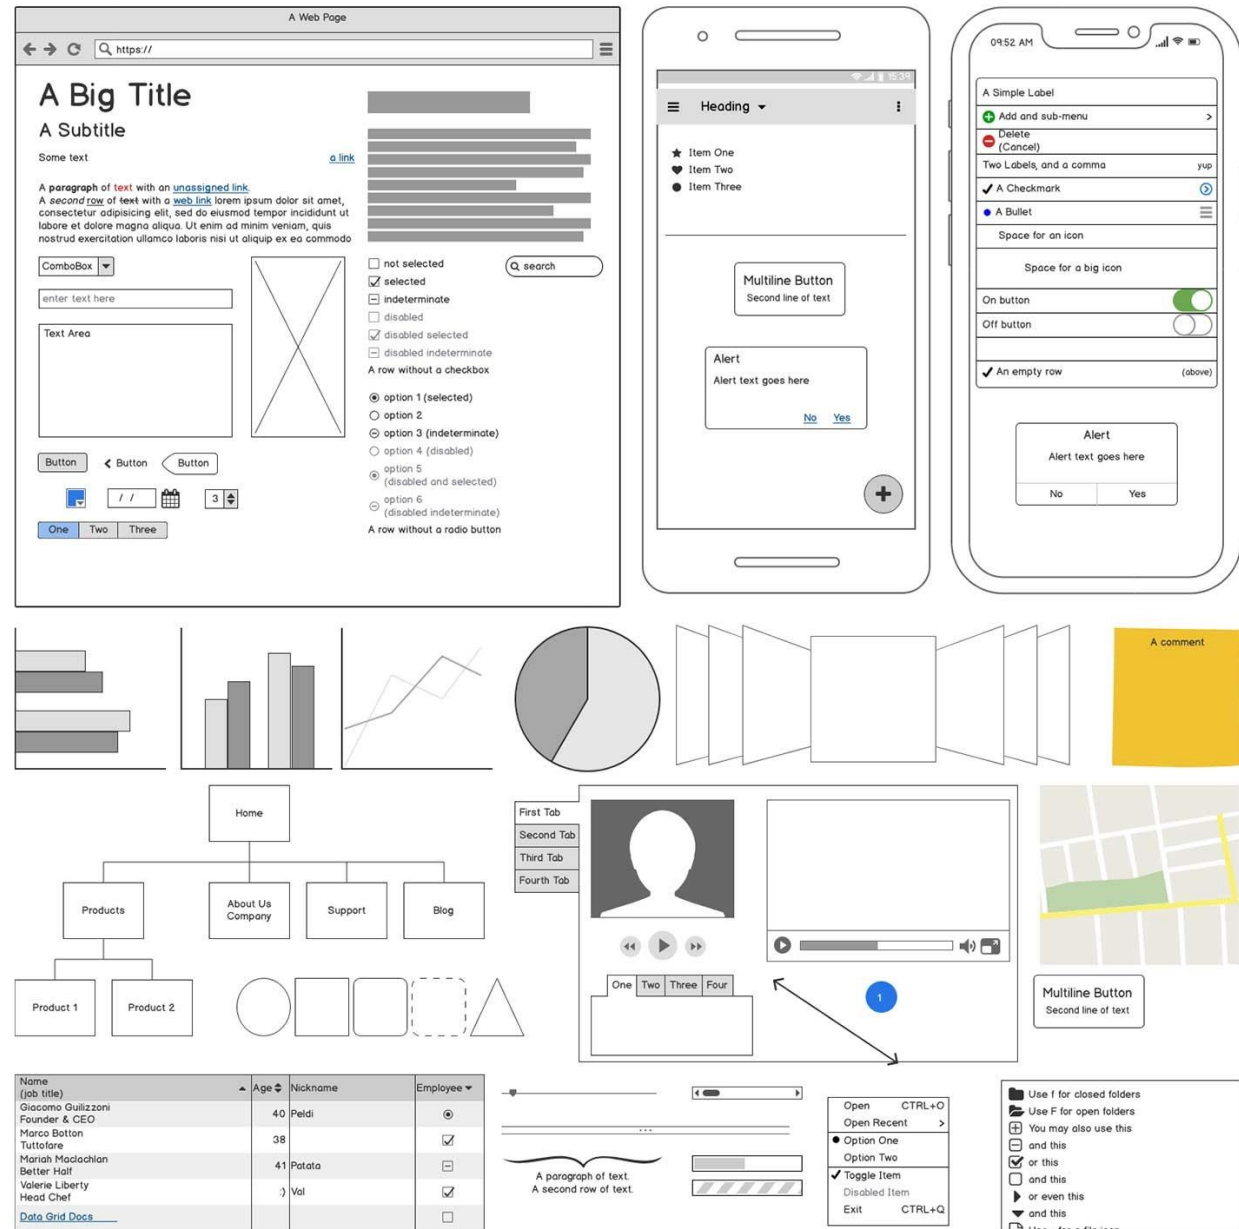 A Web Page
https://
A Big Title
A Subtitle
Some text
a link
A paragraph of text with an unassigned link.
A second row of text with a web link lorem ipsum dolor sit amet,
consectetur adipisicing elit, sed do eiusmod tempor incididunt ut
labore et dolore magna aliqua. Ut enim ad minim veniam, quis
nostrud exercitation ullamco laboris nisi ut aliquip ex ea commodo
ComboBox
enter text here
Text Area
Button
Button
Button
/ /
3
One Two Three
not selected
selected
indeterminate
disabled
disabled selected
disabled indeterminate
A row without a checkbox
search
option 1 (selected)
option 2
option 3 (indeterminate)
option 4 (disabled)
option 5
(disabled and selected)
option 6
(disabled indeterminate)
A row without a radio button
15:39
Heading
Item One
Item Two
Item Three
Multiline Button
Second line of text
Alert
Alert text goes here
No Yes
09:52 AM
A Simple Label
Add and sub-menu
Delete
(Cancel)
Two Labels, and a comma yup
A Checkmark
A Bullet
Space for an icon
Space for a big icon
On button
Off button
An empty row (above)
Alert
Alert text goes here
No Yes
A comment
Home
Products
About Us
Company
Support
Blog
Product 1
Product 2
First Tab
Second Tab
Third Tab
Fourth Tab
One Two Three Four
1
Multiline Button
Second line of text
Name
(job title)
Age Nickname Employee
Giacomo Guilizzoni
Founder & CEO
40 Peldi
Marco Botton
Tuttofare
38
Mariah Maclachlan
Better Half
41 Patata
Valerie Liberty
Head Chef
:) Val
Data Grid Docs
A paragraph of text.
A second row of text.
Open CTRL+O
Open Recent >
Option One
Option Two
Toggle Item
Disabled Item
Exit CTRL+Q
Use f for closed folders
Use F for open folders
You may also use this
and this
or this
and this
or even this
and this